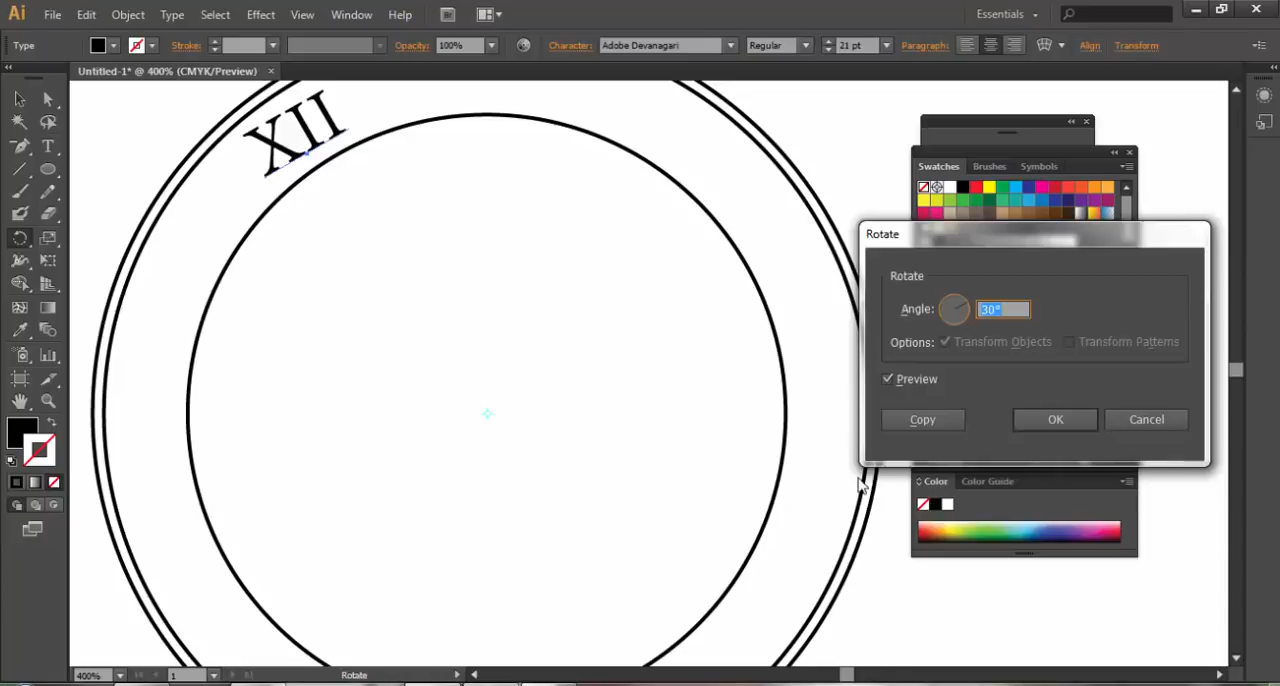 Ai File Edit Object Type Select Effect View Window Help Essentials
Type Stroke: Opacity: 100% Character: Adobe Devanagari Regular 21 pt Paragraph: Align Transform
Untitled-1* @ 400% (CMYK/Preview)
XII
Swatches Brushes Symbols
Rotate
Rotate
Angle: 30°
Options: Transform Objects Transform Patterns
Preview
Copy OK Cancel
Color Color Guide
400% 1 Rotate